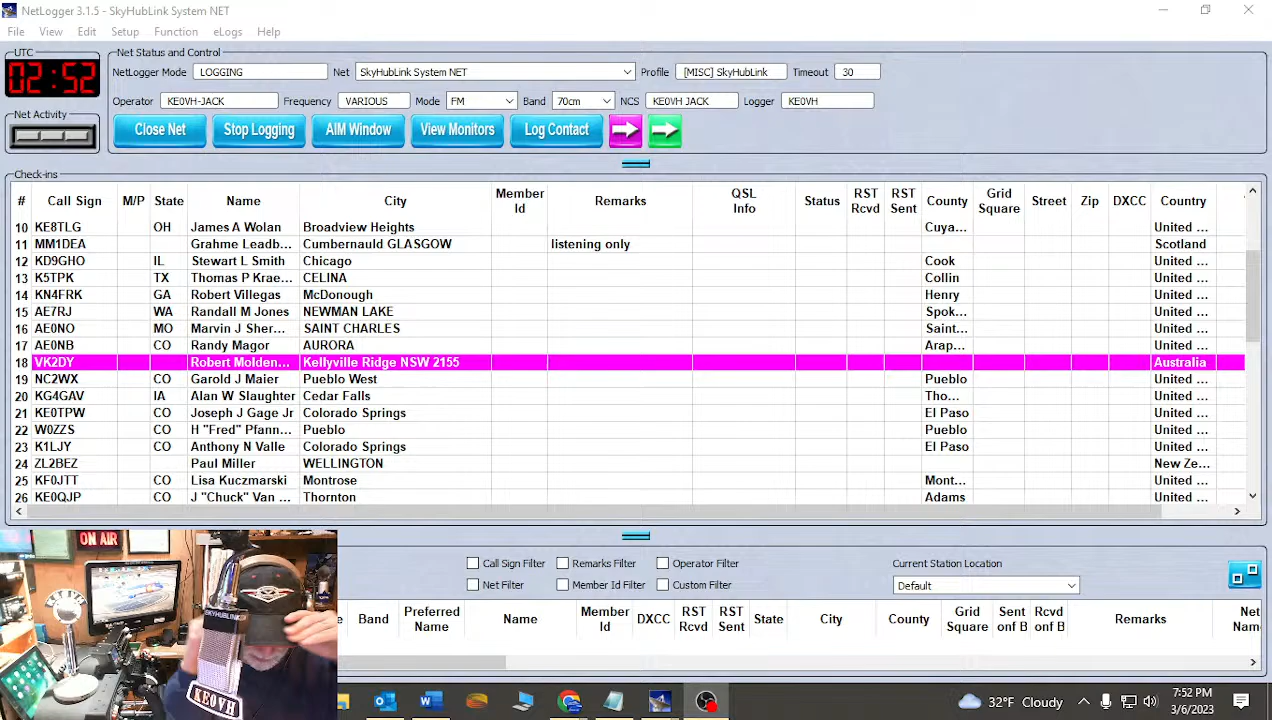 NetLogger 3.1.5 - SkyHubLink System NET
File View Edit Setup Function eLogs Help
UTC
02:52
Net Activity
Net Status and Control
NetLogger Mode LOGGING Net SkyHubLink System NET Profile [MISC] SkyHubLink Timeout 30
Operator KE0VH-JACK Frequency VARIOUS Mode FM Band 70cm NCS KE0VH JACK Logger KE0VH
Close Net Stop Logging AIM Window View Monitors Log Contact
Check-ins
# Call Sign M/P State Name City Member Id Remarks QSL Info Status RST Rcvd RST Sent County Grid Square Street Zip DXCC Country
10 KE8TLG OH James A Wolan Broadview Heights Cuya... United ...
11 MM1DEA Grahme Leadb... Cumbernauld GLASGOW listening only Scotland
12 KD9GHO IL Stewart L Smith Chicago Cook United ...
13 K5TPK TX Thomas P Krae... CELINA Collin United ...
14 KN4FRK GA Robert Villegas McDonough Henry United ...
15 AE7RJ WA Randall M Jones NEWMAN LAKE Spok... United ...
16 AE0NO MO Marvin J Sher... SAINT CHARLES Saint... United ...
17 AE0NB CO Randy Magor AURORA Arap... United ...
18 VK2DY Robert Molden... Kellyville Ridge NSW 2155 Australia
19 NC2WX CO Garold J Maier Pueblo West Pueblo United ...
20 KG4GAV IA Alan W Slaughter Cedar Falls Tho... United ...
21 KE0TPW CO Joseph J Gage Jr Colorado Springs El Paso United ...
22 W0ZZS CO H "Fred" Pfann... Pueblo Pueblo United ...
23 K1LJY CO Anthony N Valle Colorado Springs El Paso United ...
24 ZL2BEZ Paul Miller WELLINGTON New Ze...
25 KF0JTT CO Lisa Kuczmarski Montrose Mont... United ...
26 KE0QJP CO J "Chuck" Van ... Thornton Adams United ...
Call Sign Filter Remarks Filter Operator Filter
Net Filter Member Id Filter Custom Filter
Current Station Location
Default
e Band Preferred Name Name Member Id DXCC RST Rcvd RST Sent State City County Grid Square Sent onf B Rcvd onf B Remarks Net Name
ON AIR
SKYHUBLINK
KE0VH
32°F Cloudy
7:52 PM
3/6/2023